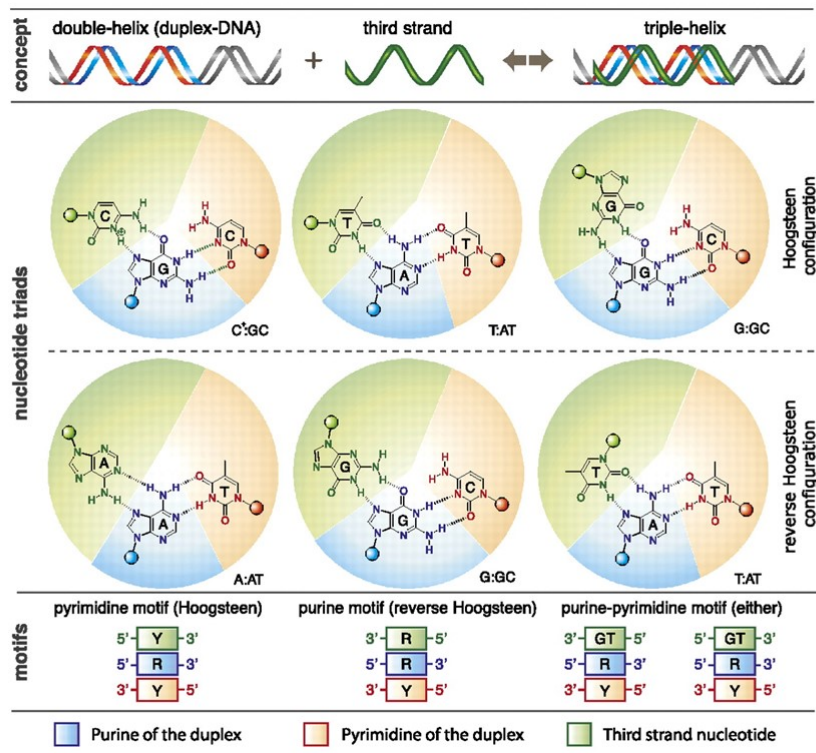 concept
double-helix (duplex-DNA) + third strand triple-helix
nucleotide triads
Hoogsteen configuration
C N N O H H N H ⊕ O N N G N N H N H H H N H C N N O
C⁺:GC
T N N O O H H N H N N A N N O T N H N O
T:AT
N N G N N O H N H H O N N G N N H N H H H N H C N N O
G:GC
reverse Hoogsteen configuration
N N A N N N H H H N H N N A N N O T N H N O
A:AT
N N G N N H N H O H O N N G N N H N H H H N H C N N O
G:GC
N T N O O H H N H N N A N N O T N H N O
T:AT
motifs
pyrimidine motif (Hoogsteen)
5’ Y 3’
5’ R 3’
3’ Y 5’
purine motif (reverse Hoogsteen)
3’ R 5’
5’ R 3’
3’ Y 5’
purine-pyrimidine motif (either)
3’ GT 5’ 5’ GT 3’
5’ R 3’ 5’ R 3’
3’ Y 5’ 3’ Y 5’
Purine of the duplex Pyrimidine of the duplex Third strand nucleotide